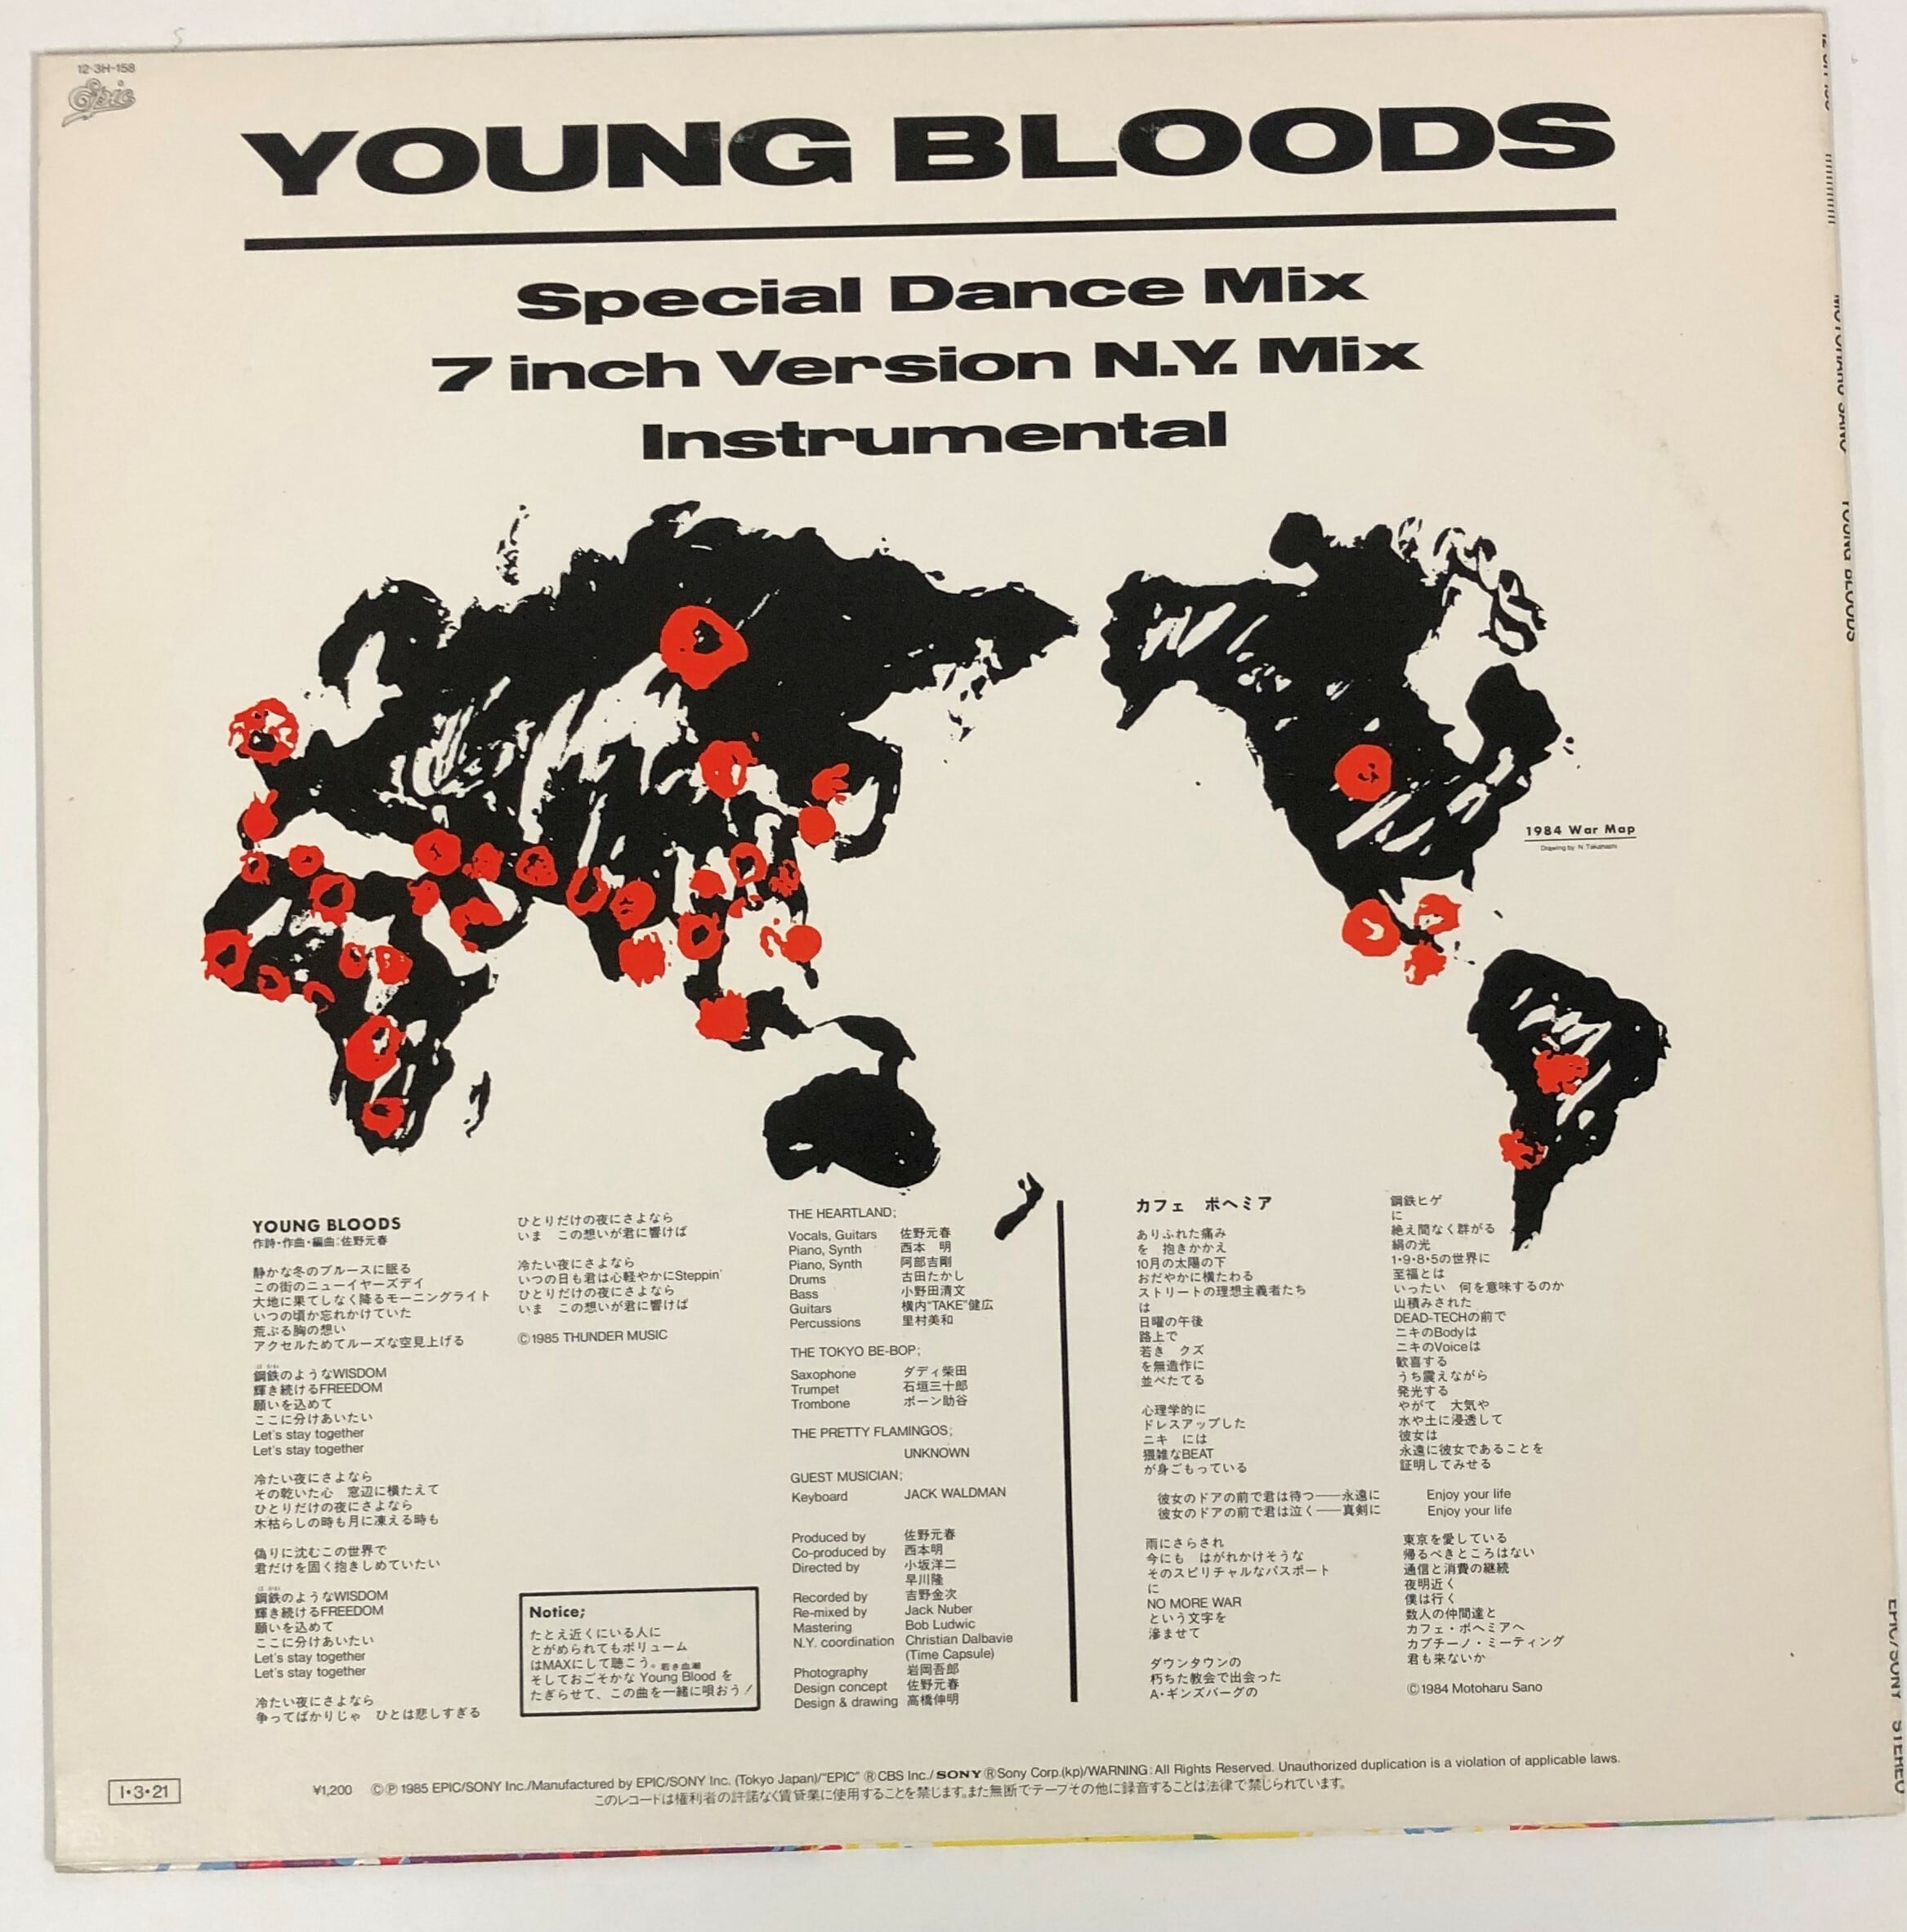 12·3H-158
Epic
YOUNG BLOODS
Special Dance Mix
7 inch Version N.Y. Mix
Instrumental
1984 War Map
Drawing by N. Takahashi
YOUNG BLOODS
作詩・作曲・編曲:佐野元春
静かな冬のブルースに眠る
この街のニューイヤーズデイ
大地に果てしなく降るモーニングライト
いつの頃か忘れかけていた
荒ぶる胸の想い
アクセルためてルーズな空見上げる
鋼鉄のようなWISDOM
輝き続けるFREEDOM
願いを込めて
ここに分けあいたい
Let's stay together
Let's stay together
冷たい夜にさよなら
その乾いた心 窓辺に横たえて
ひとりだけの夜にさよなら
木枯らしの時も月に凍える時も
偽りに沈むこの世界で
君だけを固く抱きしめていたい
鋼鉄のようなWISDOM
輝き続けるFREEDOM
願いを込めて
ここに分けあいたい
Let's stay together
Let's stay together
冷たい夜にさよなら
争ってばかりじゃ ひとは悲しすぎる
ひとりだけの夜にさよなら
いま この想いが君に響けば
冷たい夜にさよなら
いつの日も君は心軽やかにSteppin'
ひとりだけの夜にさよなら
いま この想いが君に響けば
©1985 THUNDER MUSIC
Notice;
たとえ近くにいる人に
とがめられてもボリューム
はMAXにして聴こう。
若き血潮
そしておごそかな Young Blood を
たぎらせて、この曲を一緒に唄おう!
THE HEARTLAND;
Vocals, Guitars 佐野元春
Piano, Synth 西本 明
Piano, Synth 阿部吉剛
Drums 古田たかし
Bass 小野田清文
Guitars 横内"TAKE"健広
Percussions 里村美和
THE TOKYO BE-BOP;
Saxophone ダディ柴田
Trumpet 石垣三十郎
Trombone ボーン助谷
THE PRETTY FLAMINGOS;
UNKNOWN
GUEST MUSICIAN;
Keyboard JACK WALDMAN
Produced by 佐野元春
Co-produced by 西本明
Directed by 小坂洋二
早川隆
Recorded by 吉野金次
Re-mixed by Jack Nuber
Mastering Bob Ludwic
N.Y. coordination Christian Dalbavie
(Time Capsule)
Photography 岩岡吾郎
Design concept 佐野元春
Design & drawing 高橋伸明
カフェ ボヘミア
ありふれた痛み
を 抱きかかえ
10月の太陽の下
おだやかに横たわる
ストリートの理想主義者たち
は
日曜の午後
路上で
若き クズ
を無造作に
並べたてる
心理学的に
ドレスアップした
ニキ には
猥雑なBEAT
が身ごもっている
彼女のドアの前で君は待つ――永遠に
彼女のドアの前で君は泣く――真剣に
雨にさらされ
今にも はがれかけそうな
そのスピリチャルなパスポート
に
NO MORE WAR
という文字を
滲ませて
ダウンタウンの
朽ちた教会で出会った
A・ギンズバーグの
鋼鉄ヒゲ
に
絶え間なく群がる
絹の光
1・9・8・5の世界に
至福とは
いったい 何を意味するのか
山積みされた
DEAD-TECHの前で
ニキのBodyは
ニキのVoiceは
歓喜する
うち震えながら
発光する
やがて 大気や
水や土に浸透して
彼女は
永遠に彼女であることを
証明してみせる
Enjoy your life
Enjoy your life
東京を愛している
帰るべきところはない
通信と消費の継続
夜明近く
僕は行く
数人の仲間達と
カフェ・ボヘミアへ
カプチーノ・ミーティング
君も来ないか
©1984 Motoharu Sano
I・3・21
¥1,200 ©Ⓟ 1985 EPIC/SONY Inc./Manufactured by EPIC/SONY Inc. (Tokyo Japan)/"EPIC" ®CBS Inc./SONY ®Sony Corp.(kp)/WARNING: All Rights Reserved. Unauthorized duplication is a violation of applicable laws.
このレコードは権利者の許諾なく賃貸業に使用することを禁じます。また無断でテープその他に録音することは法律で禁じられています。
MOTOHARU SANO YOUNG BLOODS
EPIC/SONY STEREO